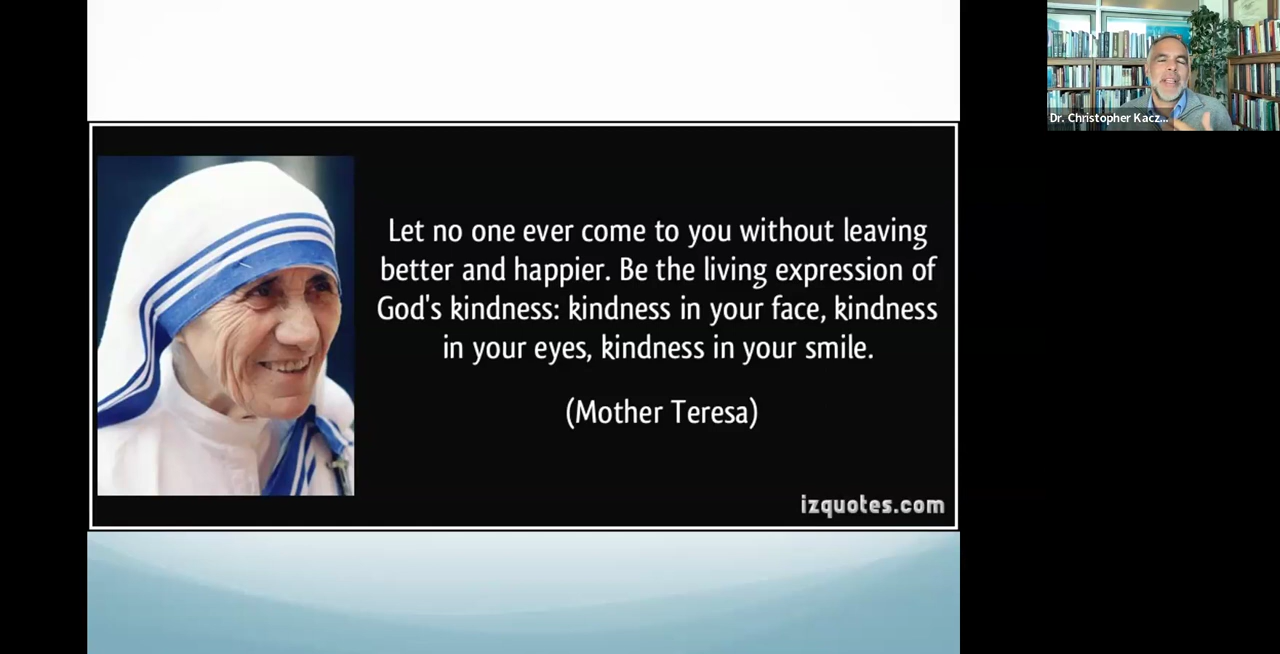 Let no one ever come to you without leaving
better and happier. Be the living expression of
God's kindness: kindness in your face, kindness
in your eyes, kindness in your smile.
(Mother Teresa)
izquotes.com
Dr. Christopher Kacz...